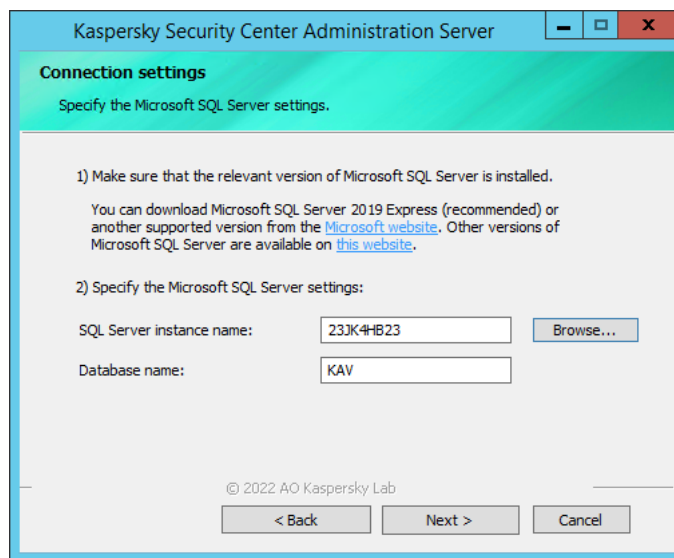 Kaspersky Security Center Administration Server
Connection settings
Specify the Microsoft SQL Server settings.
1) Make sure that the relevant version of Microsoft SQL Server is installed.
You can download Microsoft SQL Server 2019 Express (recommended) or
another supported version from the Microsoft website. Other versions of
Microsoft SQL Server are available on this website.
2) Specify the Microsoft SQL Server settings:
SQL Server instance name: 23JK4HB23 Browse...
Database name: KAV
© 2022 AO Kaspersky Lab
< Back Next > Cancel